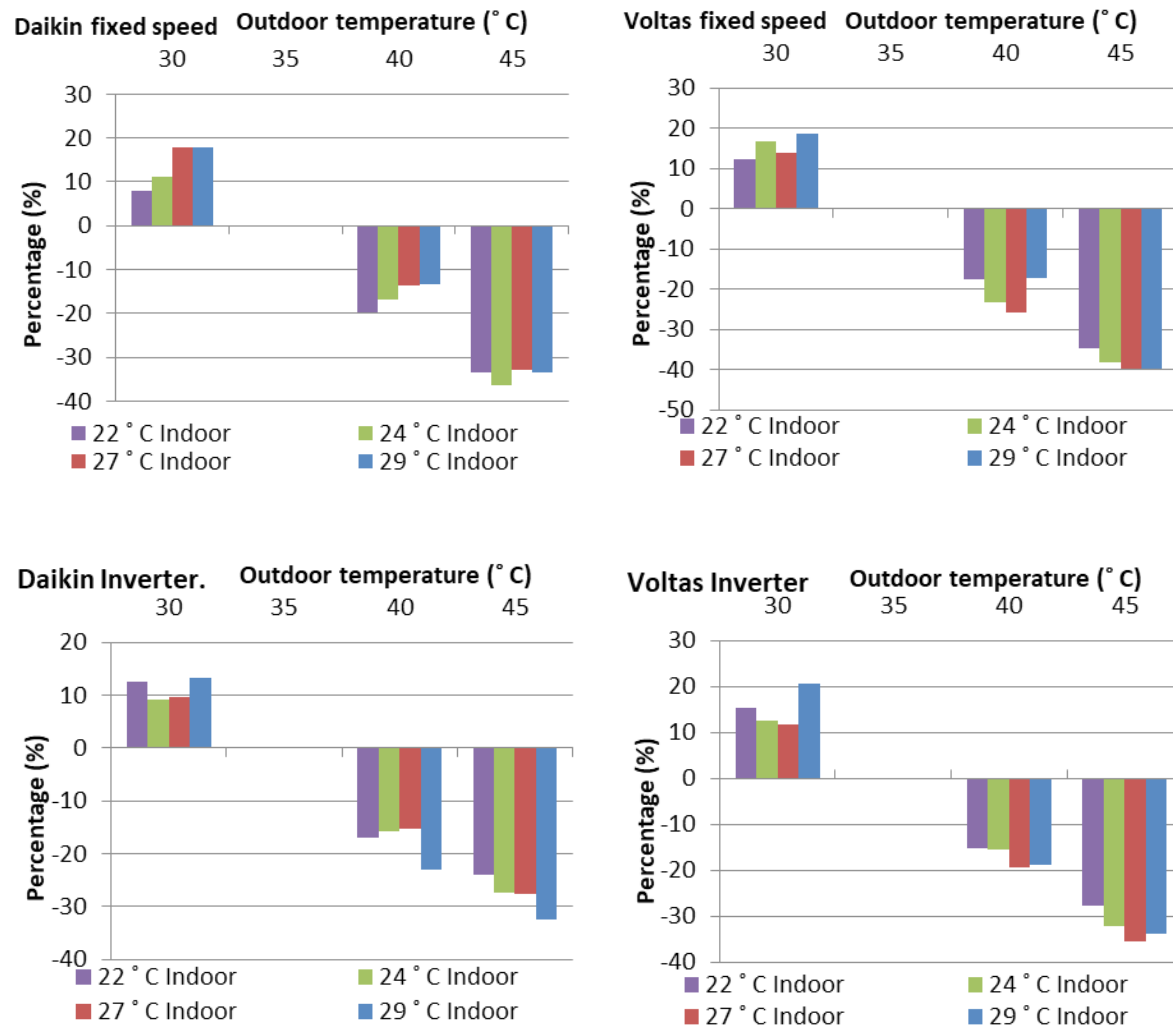 Daikin fixed speed
Outdoor temperature (˚ C)
30 35 40 45
30
20
10
0
-10
-20
-30
-40
Percentage (%)
22 ˚ C Indoor
24 ˚ C Indoor
27 ˚ C Indoor
29 ˚ C Indoor
Voltas fixed speed
Outdoor temperature (˚ C)
30 35 40 45
30
20
10
0
-10
-20
-30
-40
-50
Percentage (%)
22 ˚ C Indoor
24 ˚ C Indoor
27 ˚ C Indoor
29 ˚ C Indoor
Daikin Inverter.
Outdoor temperature (˚ C)
30 35 40 45
20
10
0
-10
-20
-30
-40
Percentage (%)
22 ˚ C Indoor
24 ˚ C Indoor
27 ˚ C Indoor
29 ˚ C Indoor
Voltas Inverter
Outdoor temperature (˚ C)
30 35 40 45
30
20
10
0
-10
-20
-30
-40
Percentage (%)
22 ˚ C Indoor
24 ˚ C Indoor
27 ˚ C Indoor
29 ˚ C Indoor